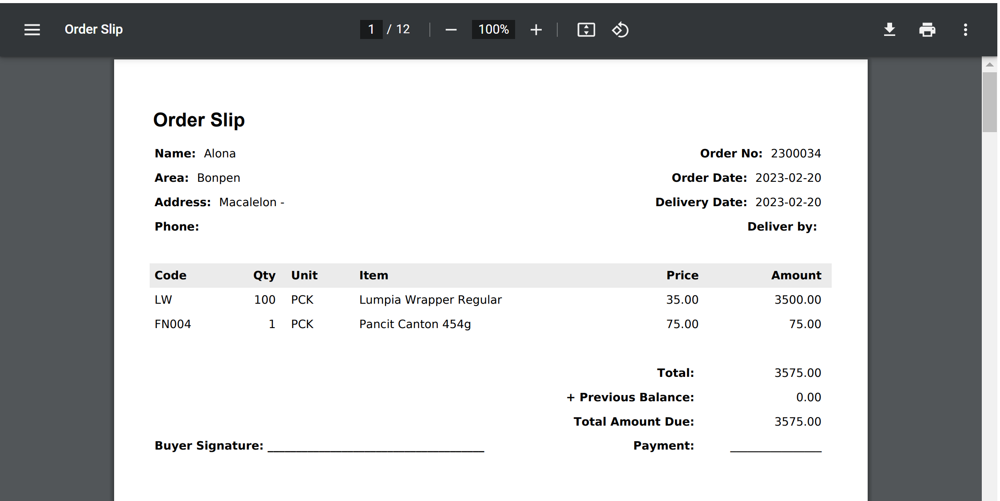 Order Slip 1 / 12 100%
Order Slip
Name: Alona Order No: 2300034
Area: Bonpen Order Date: 2023-02-20
Address: Macalelon - Delivery Date: 2023-02-20
Phone: Deliver by:
Code Qty Unit Item Price Amount
LW 100 PCK Lumpia Wrapper Regular 35.00 3500.00
FN004 1 PCK Pancit Canton 454g 75.00 75.00
Total: 3575.00
+ Previous Balance: 0.00
Total Amount Due: 3575.00
Buyer Signature: Payment: